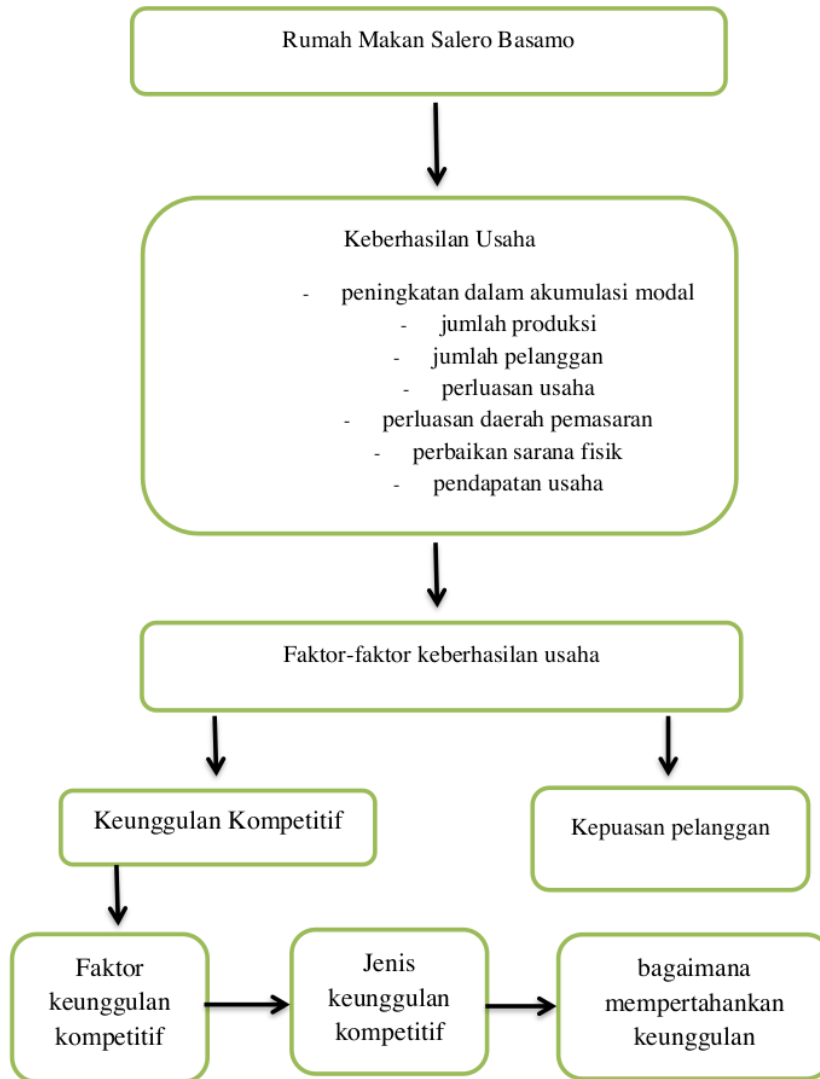 Rumah Makan Salero Basamo
Keberhasilan Usaha
- peningkatan dalam akumulasi modal
- jumlah produksi
- jumlah pelanggan
- perluasan usaha
- perluasan daerah pemasaran
- perbaikan sarana fisik
- pendapatan usaha
Faktor-faktor keberhasilan usaha
Keunggulan Kompetitif
Kepuasan pelanggan
Faktor
keunggulan
kompetitif
Jenis
keunggulan
kompetitif
bagaimana
mempertahankan
keunggulan